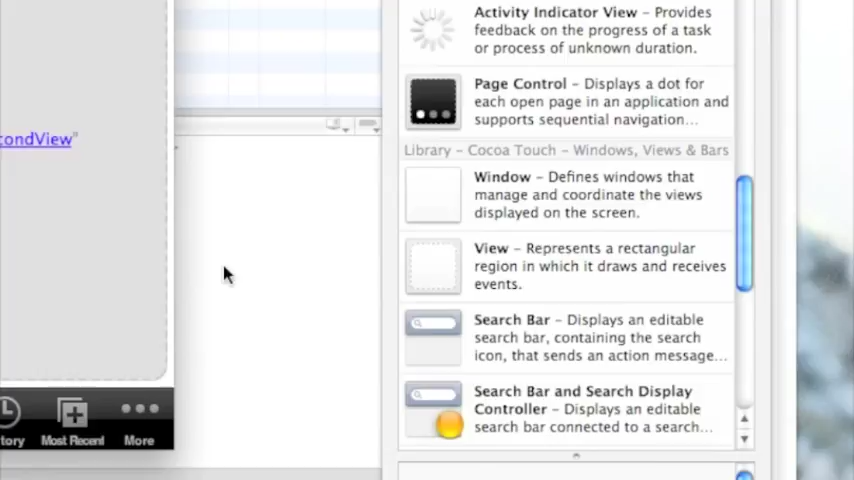 Activity Indicator View – Provides
feedback on the progress of a task
or process of unknown duration.
Page Control – Displays a dot for
each open page in an application and
supports sequential navigation...
condView"
Library – Cocoa Touch – Windows, Views & Bars
Window – Defines windows that
manage and coordinate the views
displayed on the screen.
View – Represents a rectangular
region in which it draws and receives
events.
Search Bar – Displays an editable
search bar, containing the search
icon, that sends an action message...
Search Bar and Search Display
Controller – Displays an editable
search bar connected to a search...
tory
Most Recent
More